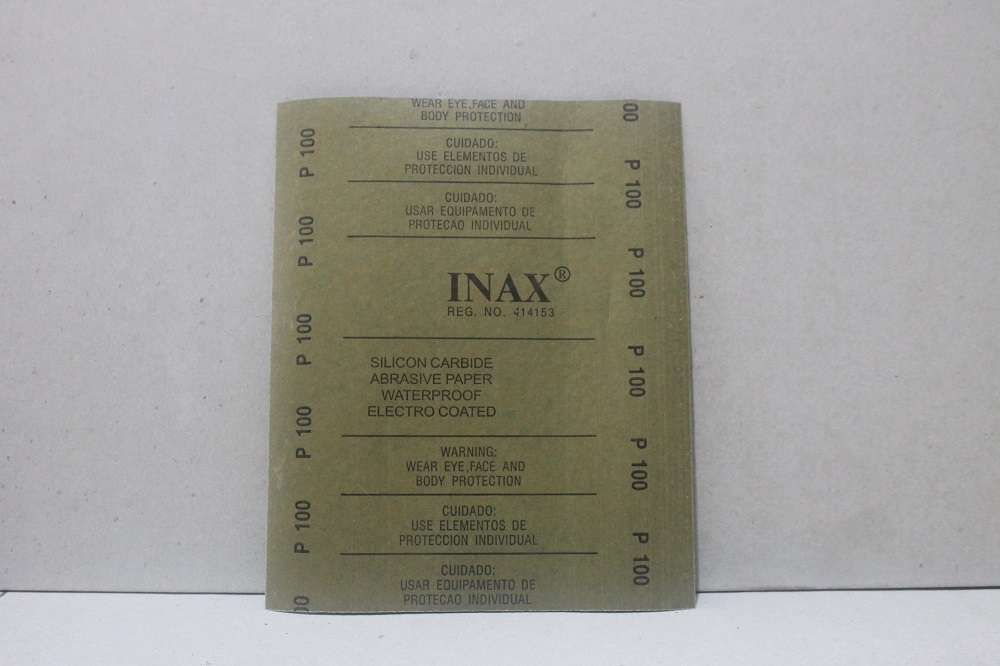 WEAR EYE,FACE AND
BODY PROTECTION
CUIDADO:
USE ELEMENTOS DE
PROTECCION INDIVIDUAL
CUIDADO:
USAR EQUIPAMENTO DE
PROTECAO INDIVIDUAL
INAX®
REG. NO. 414153
SILICON CARBIDE
ABRASIVE PAPER
WATERPROOF
ELECTRO COATED
WARNING:
WEAR EYE,FACE AND
BODY PROTECTION
CUIDADO:
USE ELEMENTOS DE
PROTECCION INDIVIDUAL
CUIDADO:
USAR EQUIPAMENTO DE
PROTECAO INDIVIDUAL
P 100
P 100
P 100
P 100
P 100
00
00
P 100
P 100
P 100
P 100
P 100